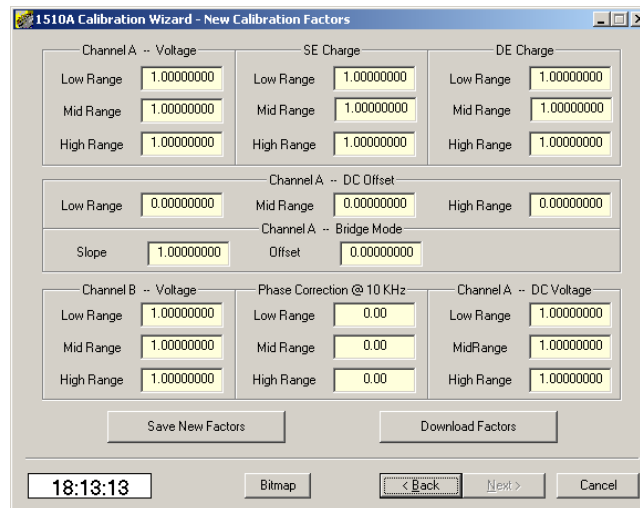 1510A Calibration Wizard - New Calibration Factors
Channel A -- Voltage
Low Range 1.00000000
Mid Range 1.00000000
High Range 1.00000000
SE Charge
Low Range 1.00000000
Mid Range 1.00000000
High Range 1.00000000
DE Charge
Low Range 1.00000000
Mid Range 1.00000000
High Range 1.00000000
Channel A -- DC Offset
Low Range 0.00000000 Mid Range 0.00000000 High Range 0.00000000
Channel A -- Bridge Mode
Slope 1.00000000 Offset 0.00000000
Channel B -- Voltage
Low Range 1.00000000
Mid Range 1.00000000
High Range 1.00000000
Phase Correction @ 10 KHz
Low Range 0.00
Mid Range 0.00
High Range 0.00
Channel A -- DC Voltage
Low Range 1.00000000
MidRange 1.00000000
High Range 1.00000000
Save New Factors Download Factors
18:13:13 Bitmap < Back Next > Cancel